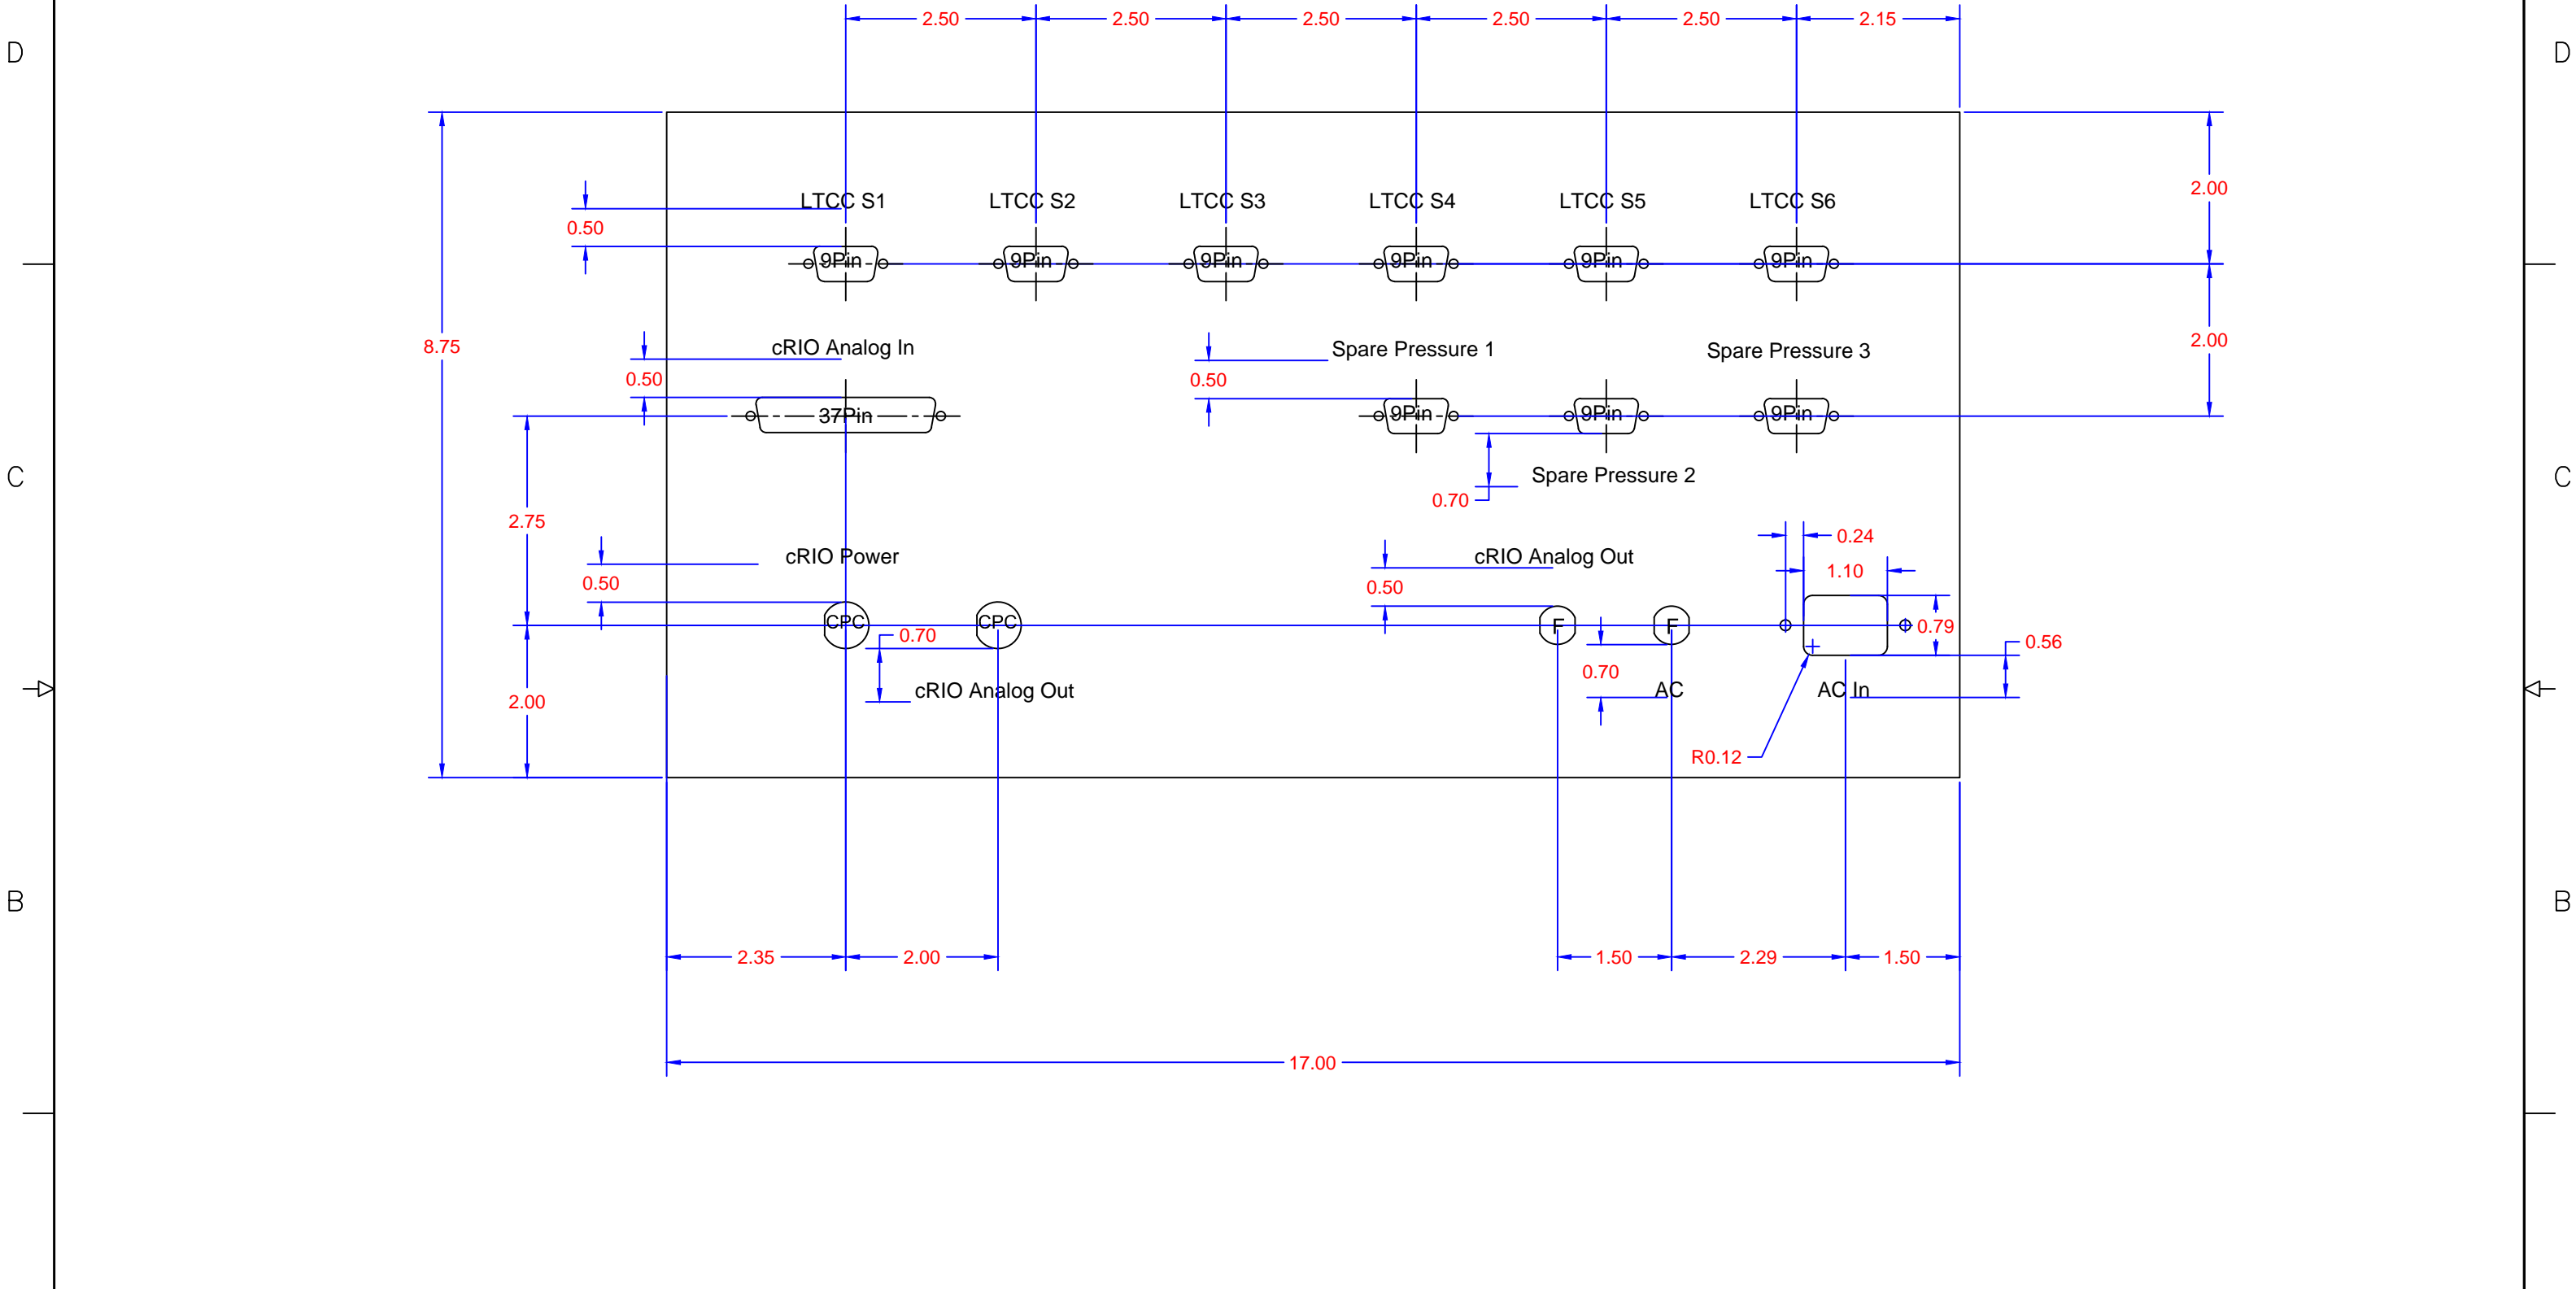 2.50 2.50 2.50 2.50 2.50 2.15
D D
2.00
LTCC S1 LTCC S2 LTCC S3 LTCC S4 LTCC S5 LTCC S6
0.50
9Pin 9Pin 9Pin 9Pin 9Pin 9Pin
8.75 2.00
cRIO Analog In Spare Pressure 1 Spare Pressure 3
0.50 0.50
37Pin 9Pin 9Pin 9Pin
C Spare Pressure 2 C
0.70
2.75 0.24
cRIO Power cRIO Analog Out 1.10
0.50 0.50
CPC CPC F F 0.79
0.70 0.56
0.70
cRIO Analog Out AC AC In
2.00
R0.12
B B
2.35 2.00 1.50 2.29 1.50
17.00